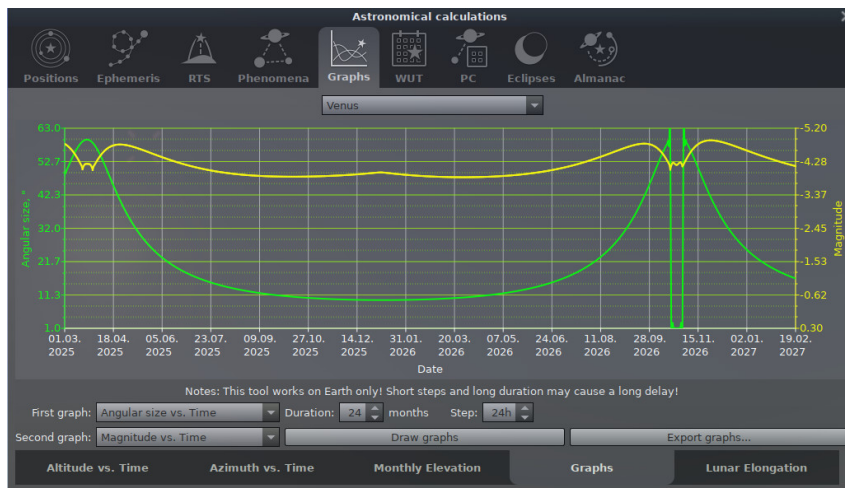 Astronomical calculations
Positions Ephemeris RTS Phenomena Graphs WUT PC Eclipses Almanac
Venus
63.0 -5.20
52.7 -4.28
42.3 -3.37
32.0 -2.45
21.7 -1.53
11.3 -0.62
1.0 0.30
Angular size, "
Magnitude
01.03. 18.04. 05.06. 23.07. 09.09. 27.10. 14.12. 31.01. 20.03. 07.05. 24.06. 11.08. 28.09. 15.11. 02.01. 19.02.
2025 2025 2025 2025 2025 2025 2025 2026 2026 2026 2026 2026 2026 2026 2027 2027
Date
Notes: This tool works on Earth only! Short steps and long duration may cause a long delay!
First graph: Angular size vs. Time Duration: 24 months Step: 24h
Second graph: Magnitude vs. Time Draw graphs Export graphs...
Altitude vs. Time Azimuth vs. Time Monthly Elevation Graphs Lunar Elongation